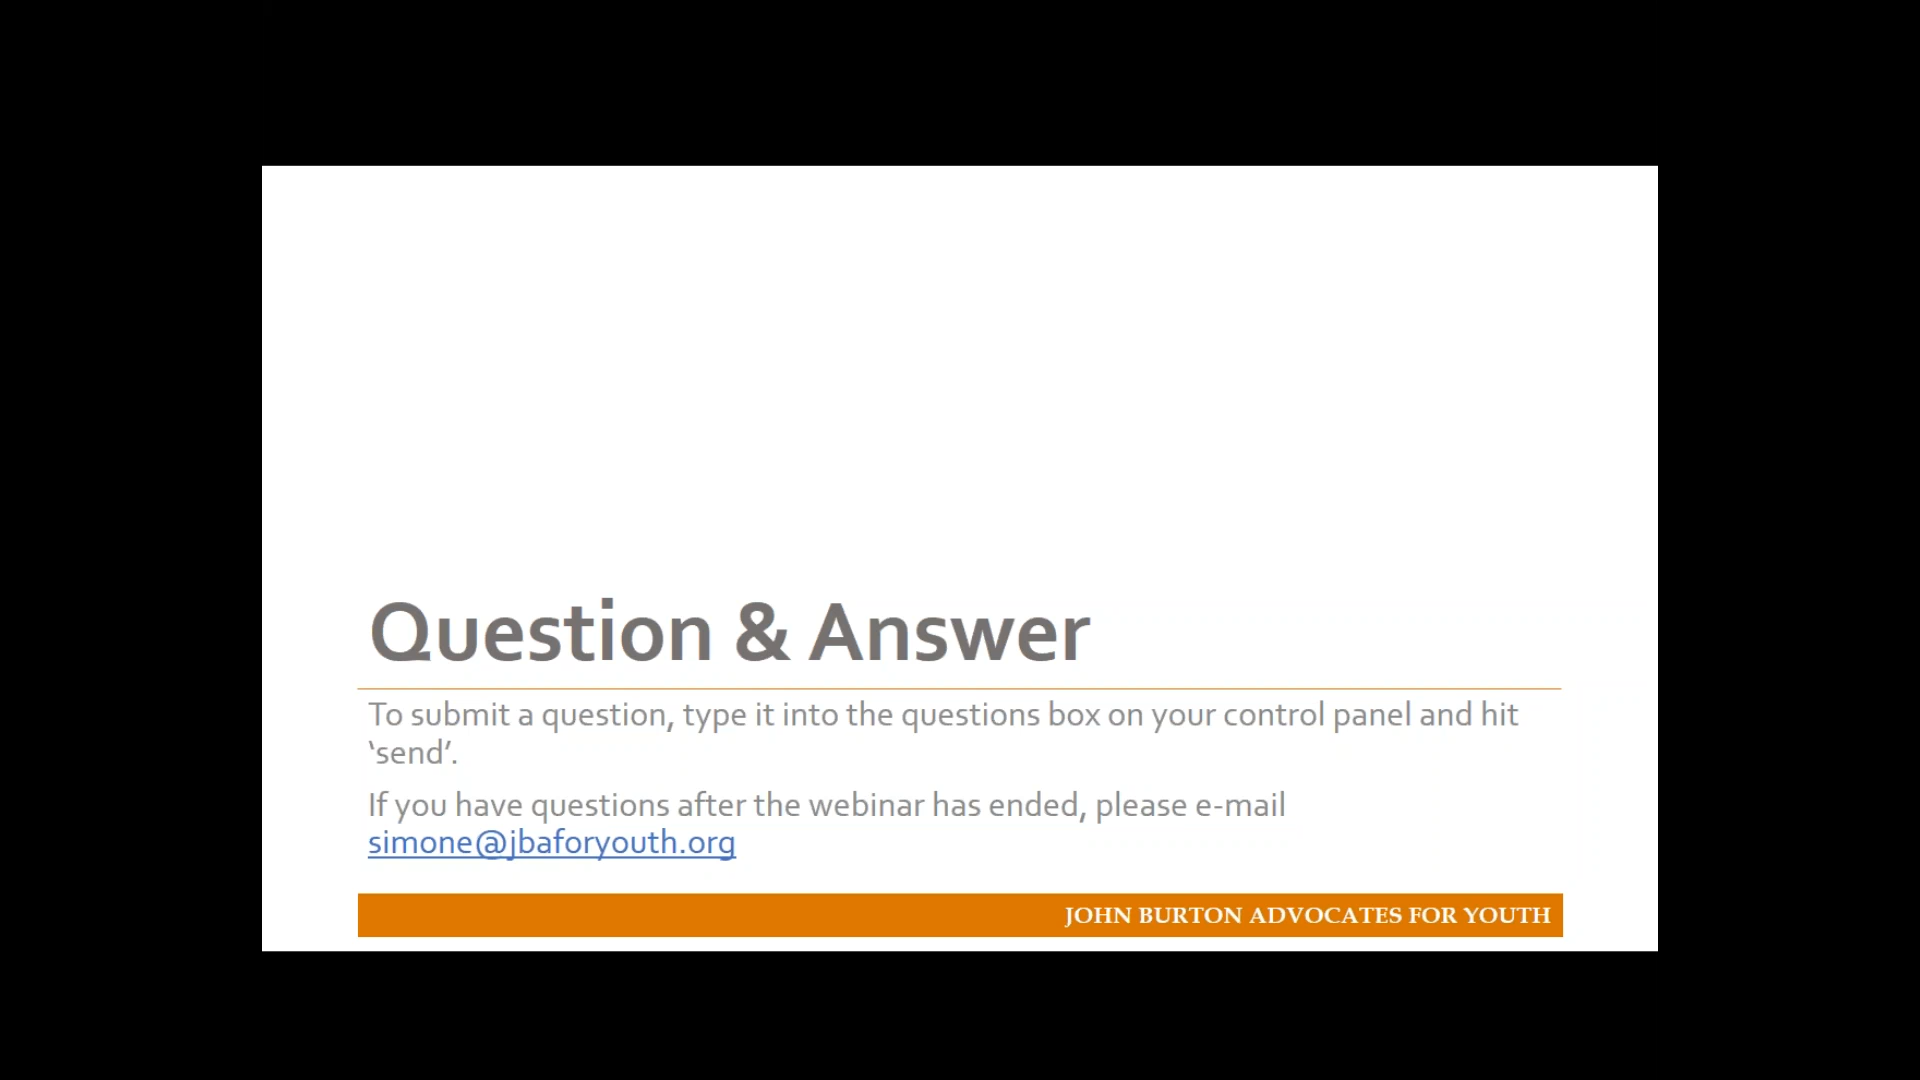 Question & Answer
To submit a question, type it into the questions box on your control panel and hit
‘send’.
If you have questions after the webinar has ended, please e-mail
simone@jbaforyouth.org
JOHN BURTON ADVOCATES FOR YOUTH